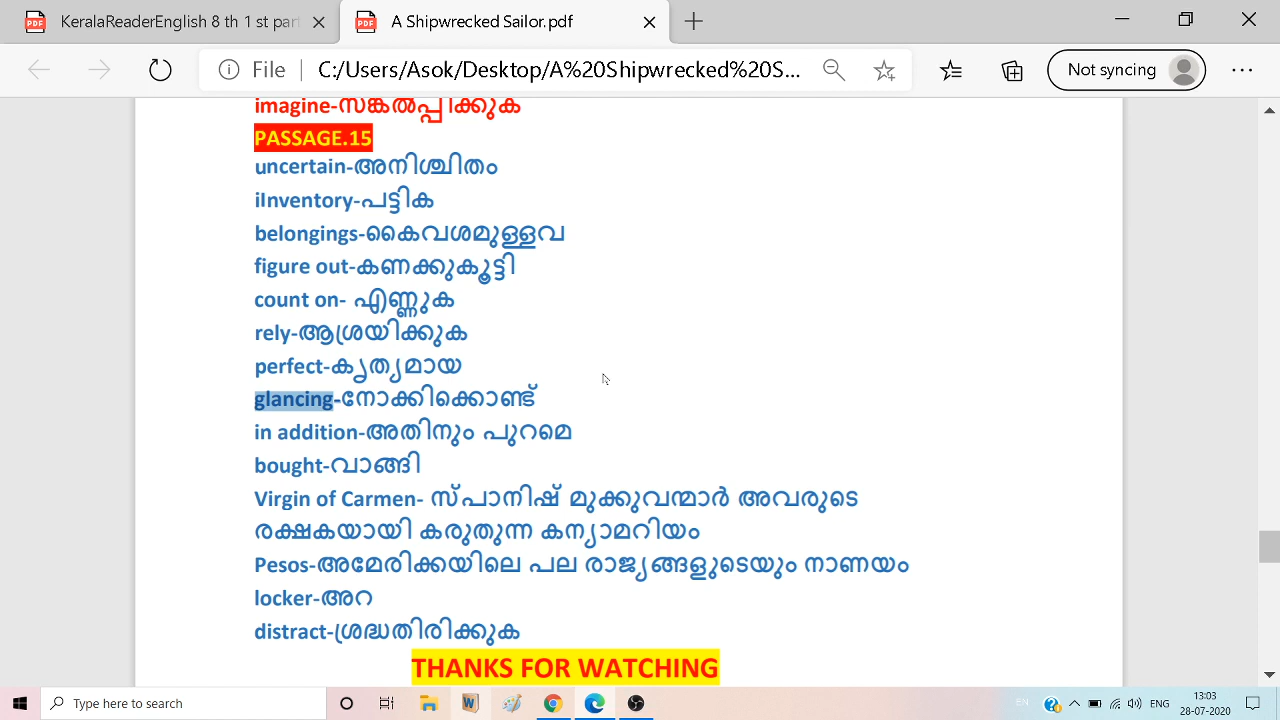 KeralaReaderEnglish 8 th 1 st par
A Shipwrecked Sailor.pdf
File
C:/Users/Asok/Desktop/A%20Shipwrecked%20S...
Not syncing
imagine-സങ്കൽപ്പിക്കുക
PASSAGE.15
uncertain-അനിശ്ചിതം
iInventory-പട്ടിക
belongings-കൈവശമുള്ളവ
figure out-കണക്കുകൂട്ടി
count on- എണ്ണുക
rely-ആശ്രയിക്കുക
perfect-കൃത്യമായ
glancing-നോക്കിക്കൊണ്ട്
in addition-അതിനും പുറമെ
bought-വാങ്ങി
Virgin of Carmen- സ്പാനിഷ് മുക്കുവന്മാർ അവരുടെ
രക്ഷകയായി കരുതുന്ന കന്യാമറിയം
Pesos-അമേരിക്കയിലെ പല രാജ്യങ്ങളുടെയും നാണയം
locker-അറ
distract-ശ്രദ്ധതിരിക്കുക
THANKS FOR WATCHING
Type here to search
ENG
13:03
28-07-2020